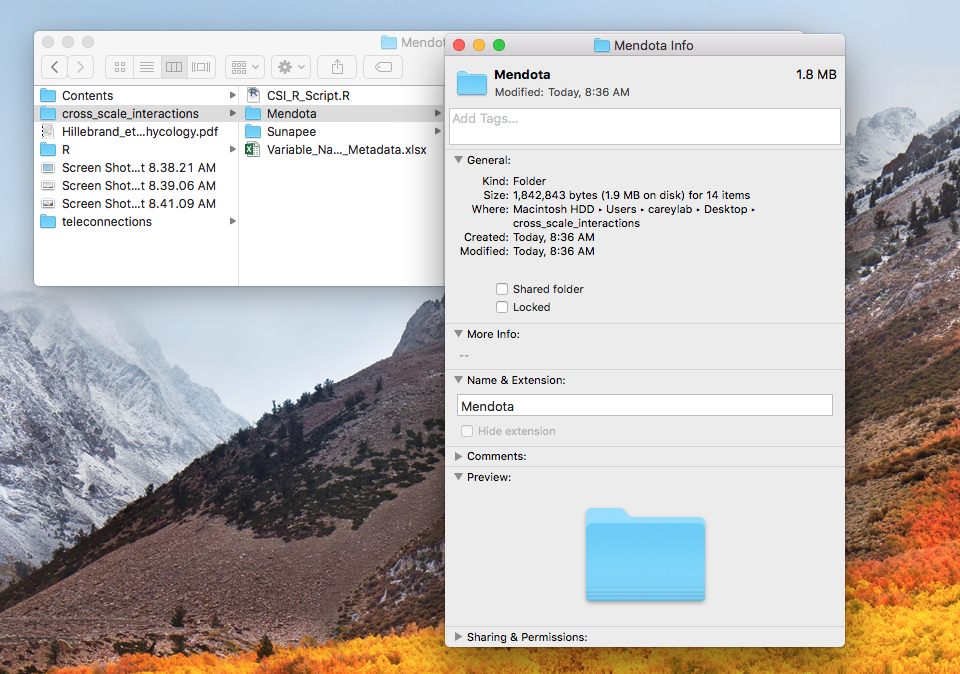 Mendot
Contents
cross_scale_interactions
Hillebrand_et...hycology.pdf
R
Screen Shot...t 8.38.21 AM
Screen Shot...t 8.39.06 AM
Screen Shot...t 8.41.09 AM
teleconnections
CSI_R_Script.R
Mendota
Sunapee
Variable_Na..._Metadata.xlsx
Mendota Info
Mendota 1.8 MB
Modified: Today, 8:36 AM
Add Tags...
General:
Kind: Folder
Size: 1,842,843 bytes (1.9 MB on disk) for 14 items
Where: Macintosh HDD ▸ Users ▸ careylab ▸ Desktop ▸
cross_scale_interactions
Created: Today, 8:36 AM
Modified: Today, 8:36 AM
Shared folder
Locked
More Info:
--
Name & Extension:
Mendota
Hide extension
Comments:
Preview:
Sharing & Permissions: